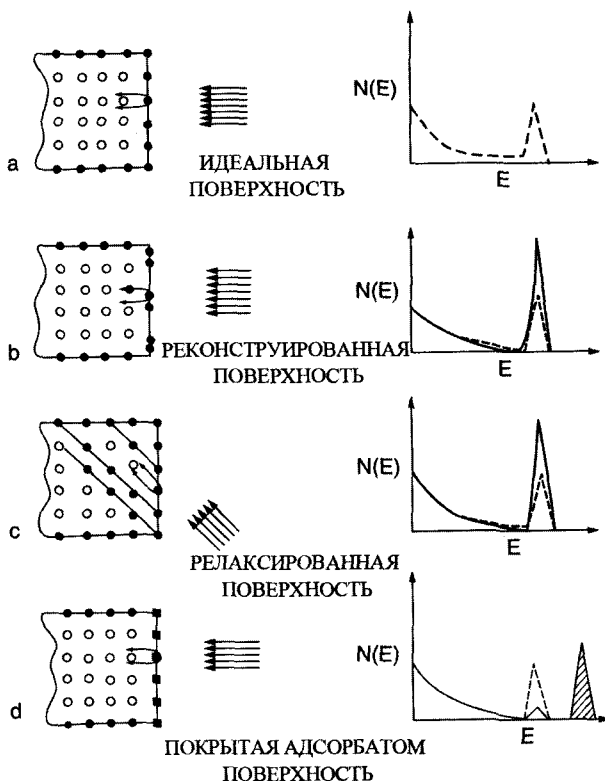 N(E)
E
a
ИДЕАЛЬНАЯ
ПОВЕРХНОСТЬ
N(E)
E
b
РЕКОНСТРУИРОВАННАЯ
ПОВЕРХНОСТЬ
N(E)
E
c
РЕЛАКСИРОВАННАЯ
ПОВЕРХНОСТЬ
N(E)
E
d
ПОКРЫТАЯ АДСОРБАТОМ
ПОВЕРХНОСТЬ